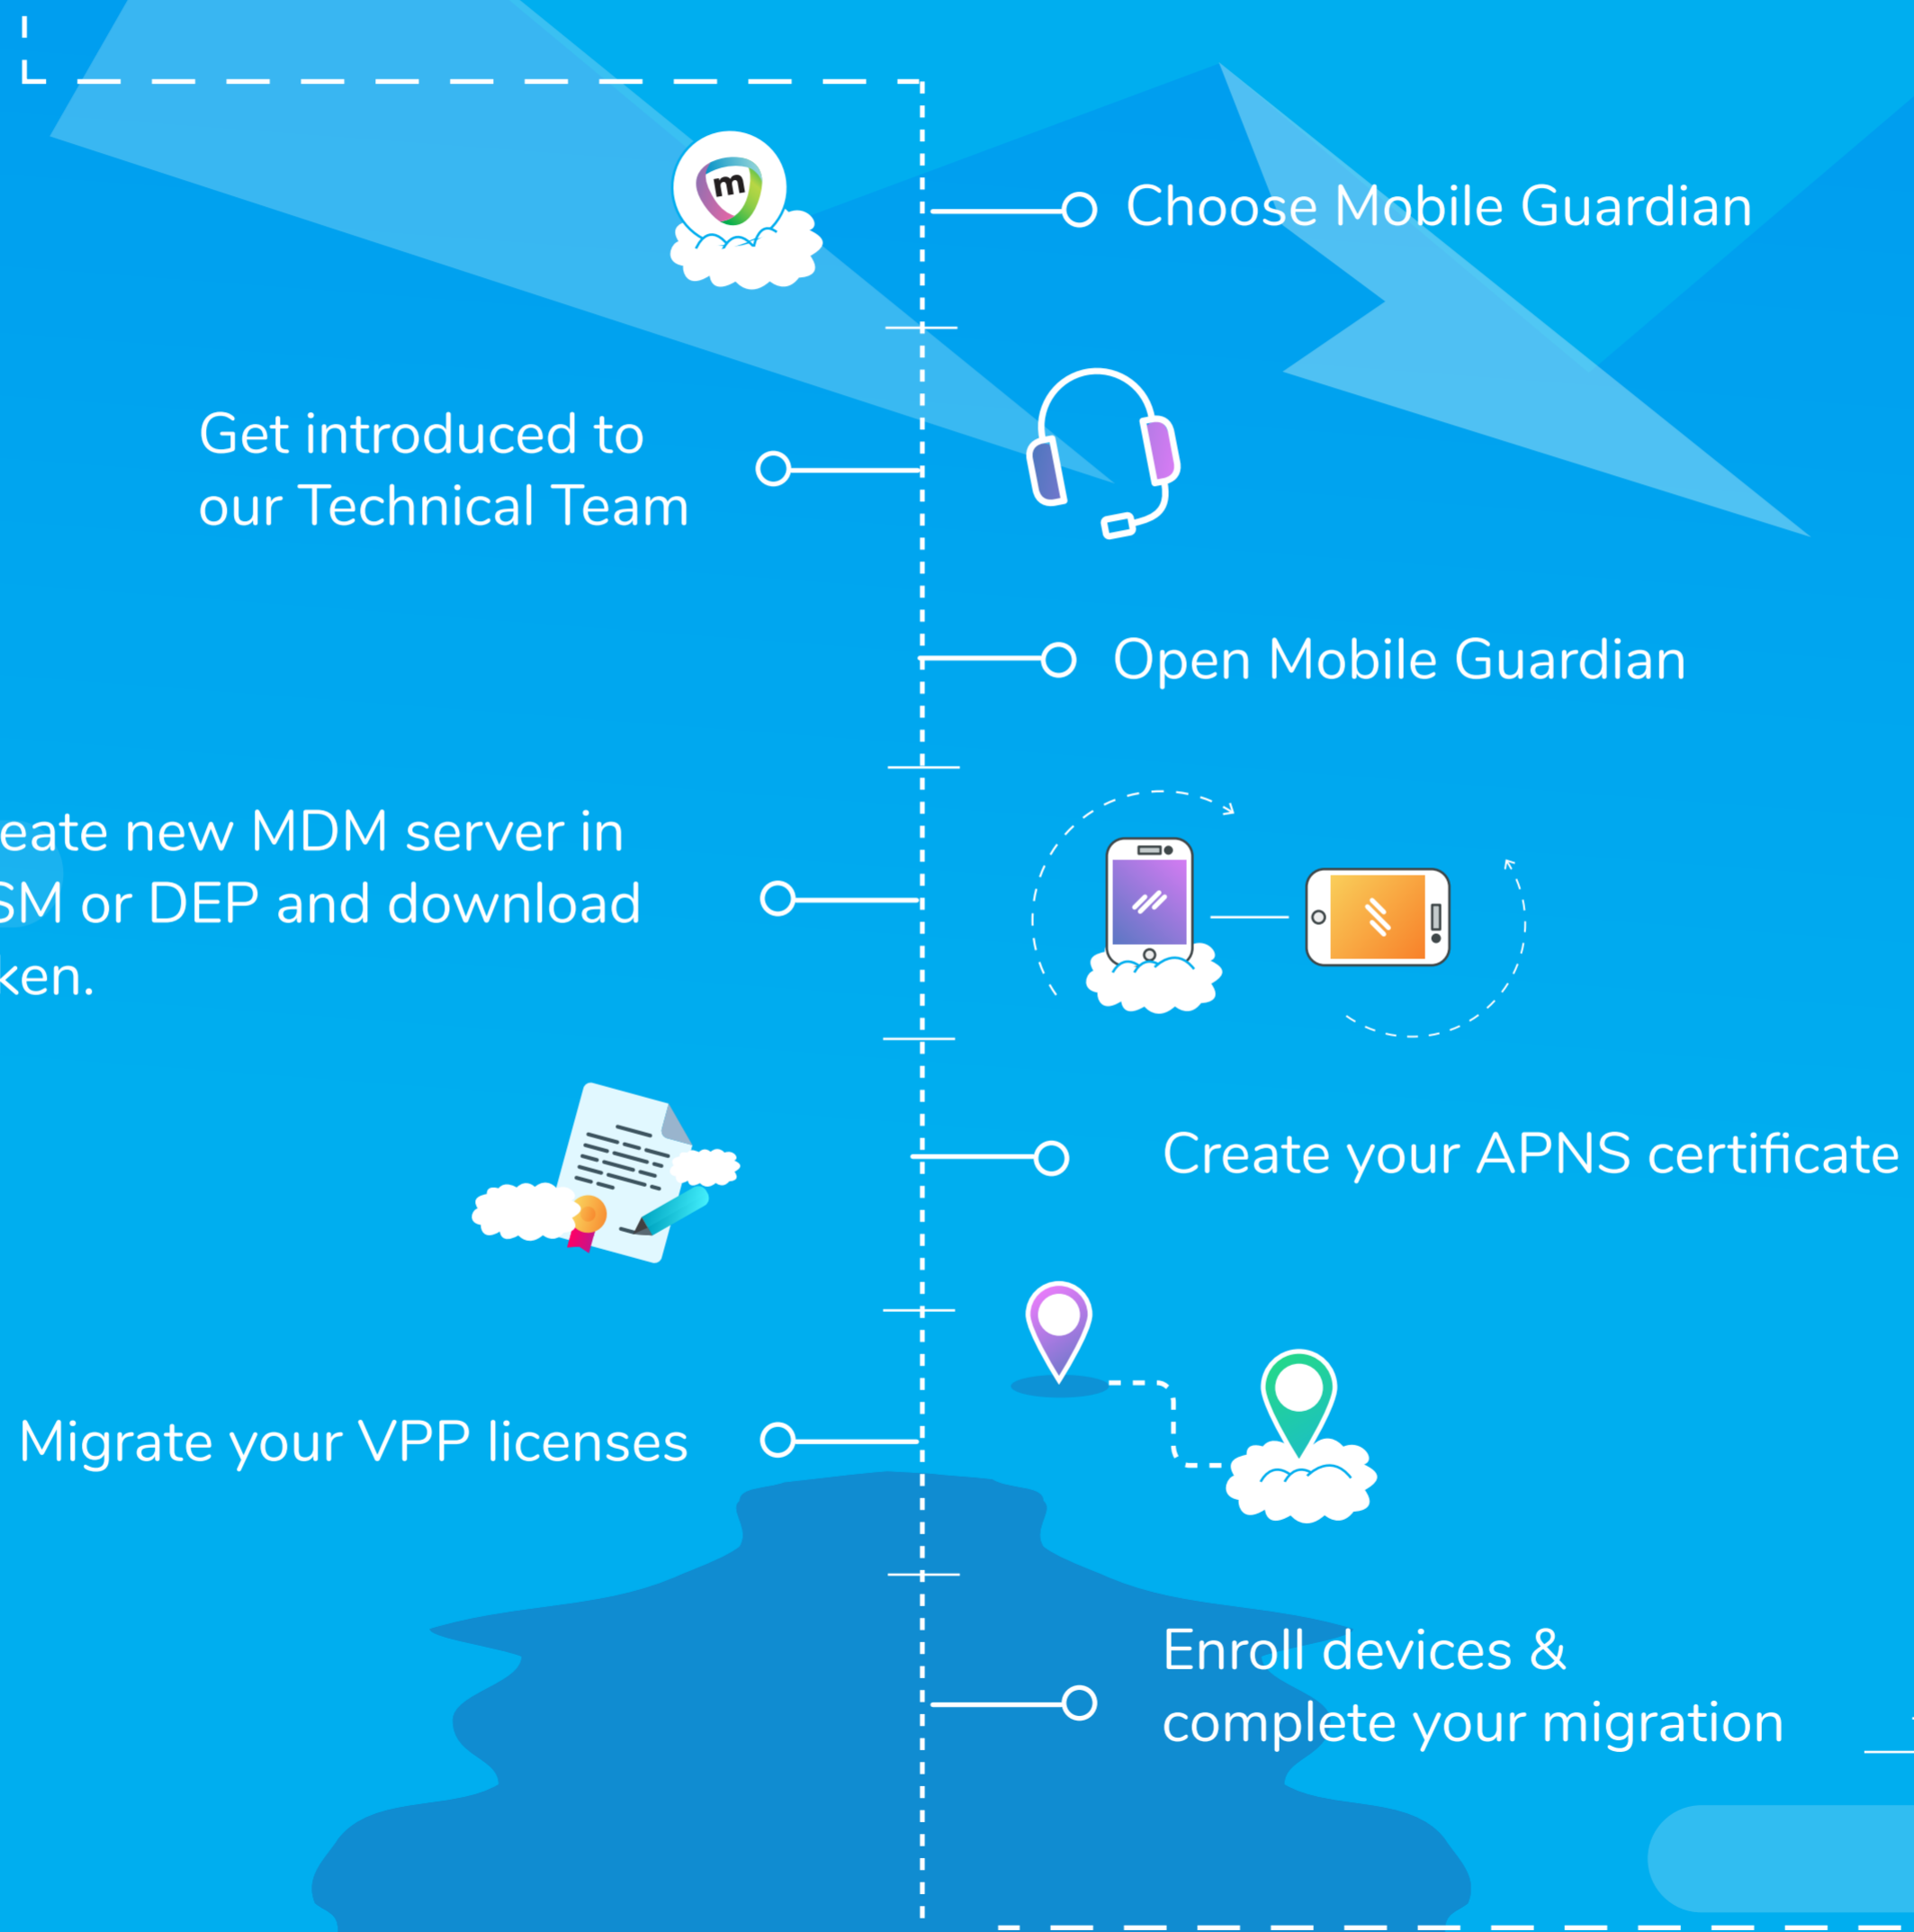 m
Choose Mobile Guardian
Get introduced to
our Technical Team
Open Mobile Guardian
eate new MDM server in
SM or DEP and download
ken.
Create your APNS certificate
Migrate your VPP licenses
Enroll devices &
complete your migration